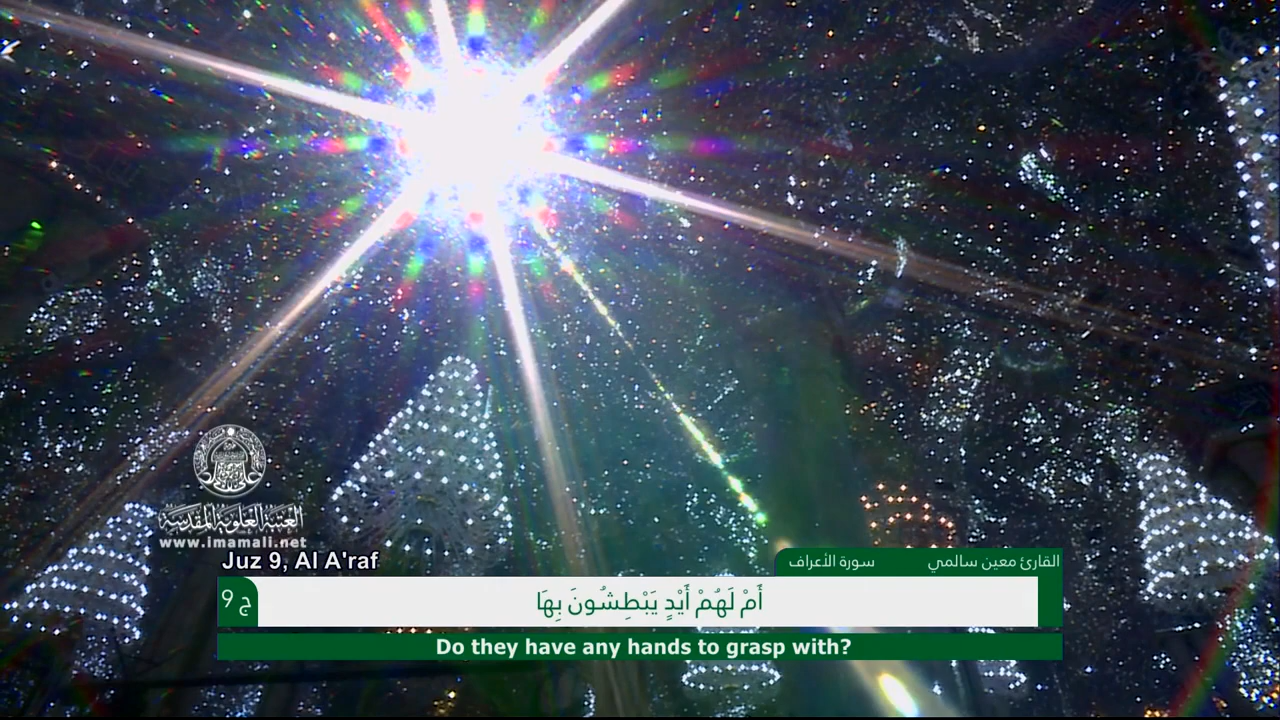 العتبة العلوية المقدسة
www.imamali.net
Juz 9, Al A'raf
القارئ معين سالمي
سورة الأعراف
ج 9
أَمْ لَهُمْ أَيْدٍ يَبْطِشُونَ بِهَا
Do they have any hands to grasp with?